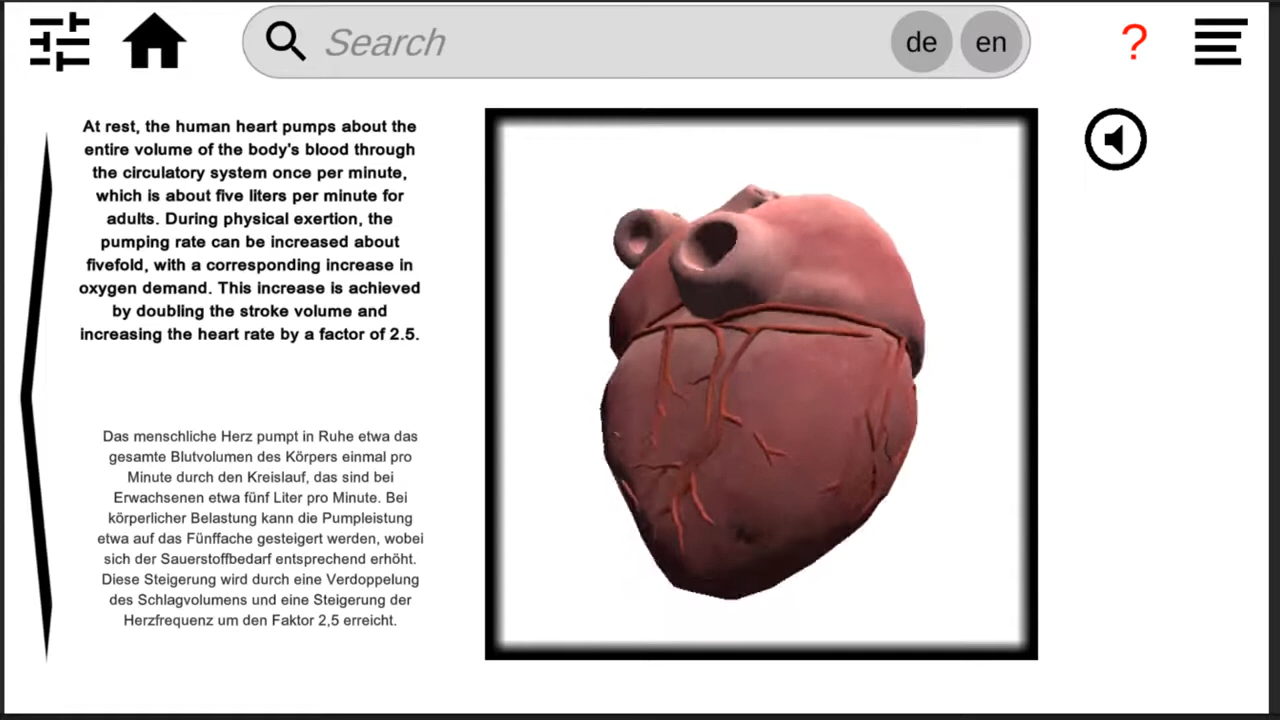 Search
de
en
?
At rest, the human heart pumps about the
entire volume of the body's blood through
the circulatory system once per minute,
which is about five liters per minute for
adults. During physical exertion, the
pumping rate can be increased about
fivefold, with a corresponding increase in
oxygen demand. This increase is achieved
by doubling the stroke volume and
increasing the heart rate by a factor of 2.5.
Das menschliche Herz pumpt in Ruhe etwa das
gesamte Blutvolumen des Körpers einmal pro
Minute durch den Kreislauf, das sind bei
Erwachsenen etwa fünf Liter pro Minute. Bei
körperlicher Belastung kann die Pumpleistung
etwa auf das Fünffache gesteigert werden, wobei
sich der Sauerstoffbedarf entsprechend erhöht.
Diese Steigerung wird durch eine Verdoppelung
des Schlagvolumens und eine Steigerung der
Herzfrequenz um den Faktor 2,5 erreicht.